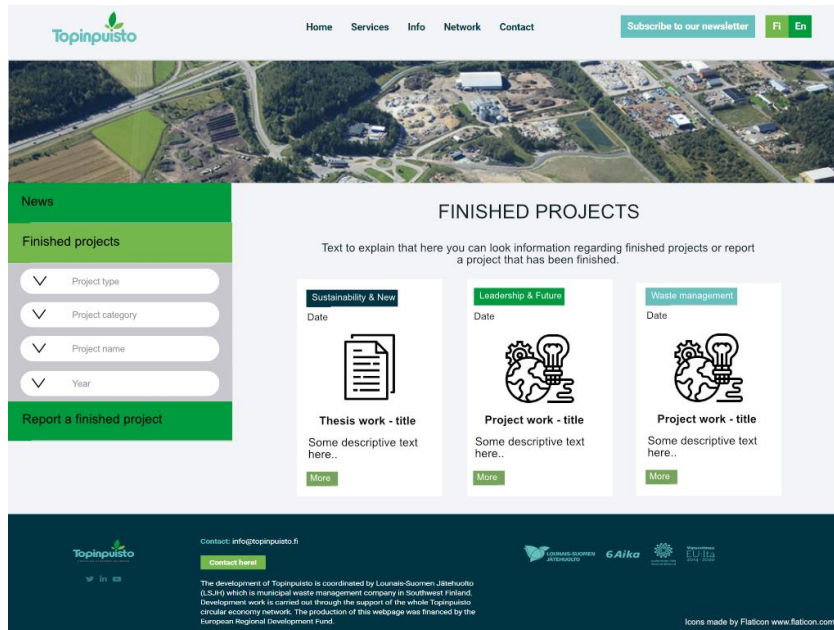 Topinpuisto
Home Services Info Network Contact
Subscribe to our newsletter
Fi En
News
Finished projects
Project type
Project category
Project name
Year
Report a finished project
FINISHED PROJECTS
Text to explain that here you can look information regarding finished projects or report
a project that has been finished.
Sustainability & New
Date
Thesis work - title
Some descriptive text
here..
More
Leadership & Future
Date
Project work - title
Some descriptive text
here..
More
Waste management
Date
Project work - title
Some descriptive text
here..
More
Topinpuisto
Contact: info@topinpuisto.fi
Contact here!
The development of Topinpuisto is coordinated by Lounais-Suomen Jätehuolto
(LSJH) which is municipal waste management company in Southwest Finland.
Development work is carried out through the support of the whole Topinpuisto
circular economy network. The production of this webpage was financed by the
European Regional Development Fund.
LOUNAIS-SUOMEN
JÄTEHUOLTO
6Aika
EU:lta
2014-2020
Icons made by Flaticon www.flaticon.com